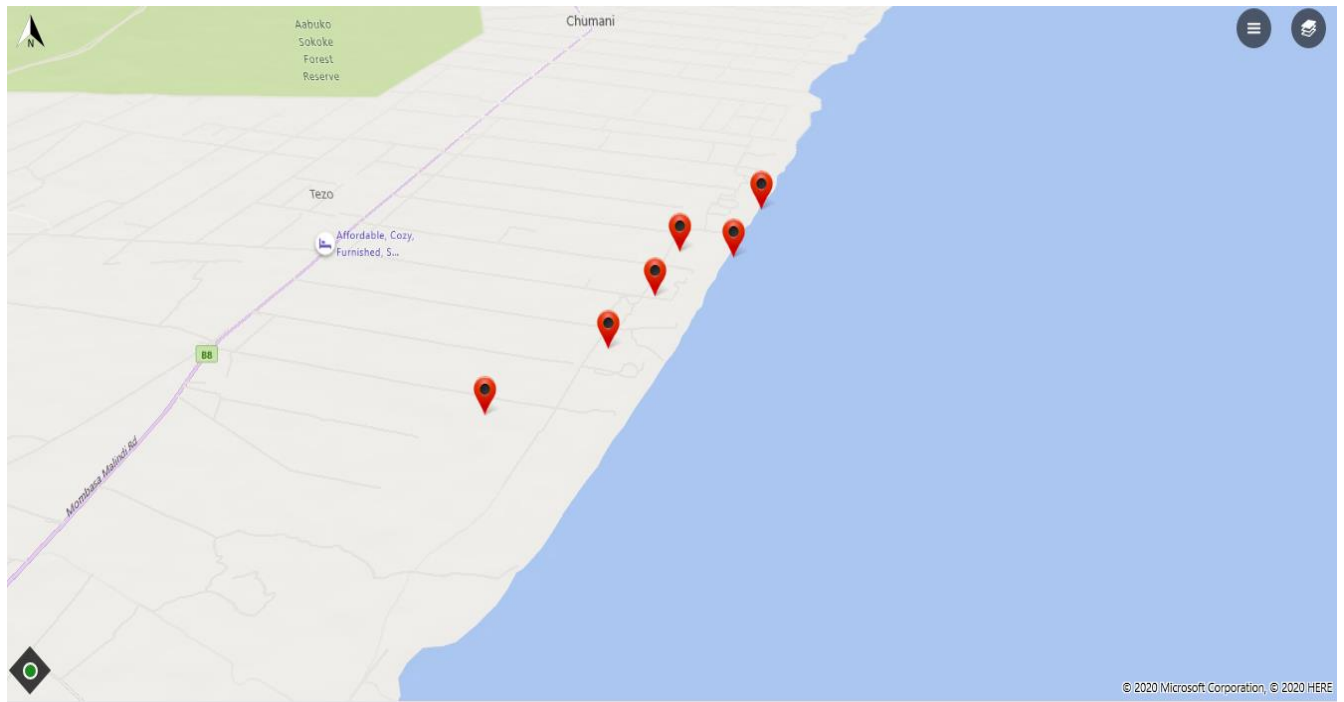 Chumani
Aabuko
Sokoke
Forest
Reserve
N
Tezo
Affordable, Cozy,
Furnished, S...
B8
Mombasa Malindi Rd
© 2020 Microsoft Corporation, © 2020 HERE